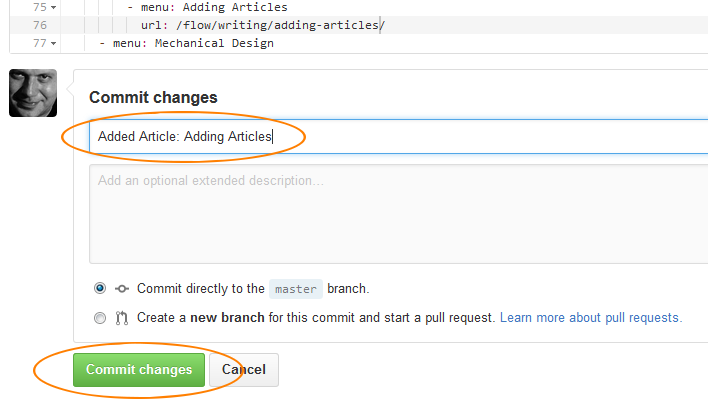 75 - menu: Adding Articles
76 url: /flow/writing/adding-articles/
77 - menu: Mechanical Design
Commit changes
Added Article: Adding Articles
Add an optional extended description...
Commit directly to the master branch.
Create a new branch for this commit and start a pull request. Learn more about pull requests.
Commit changes Cancel